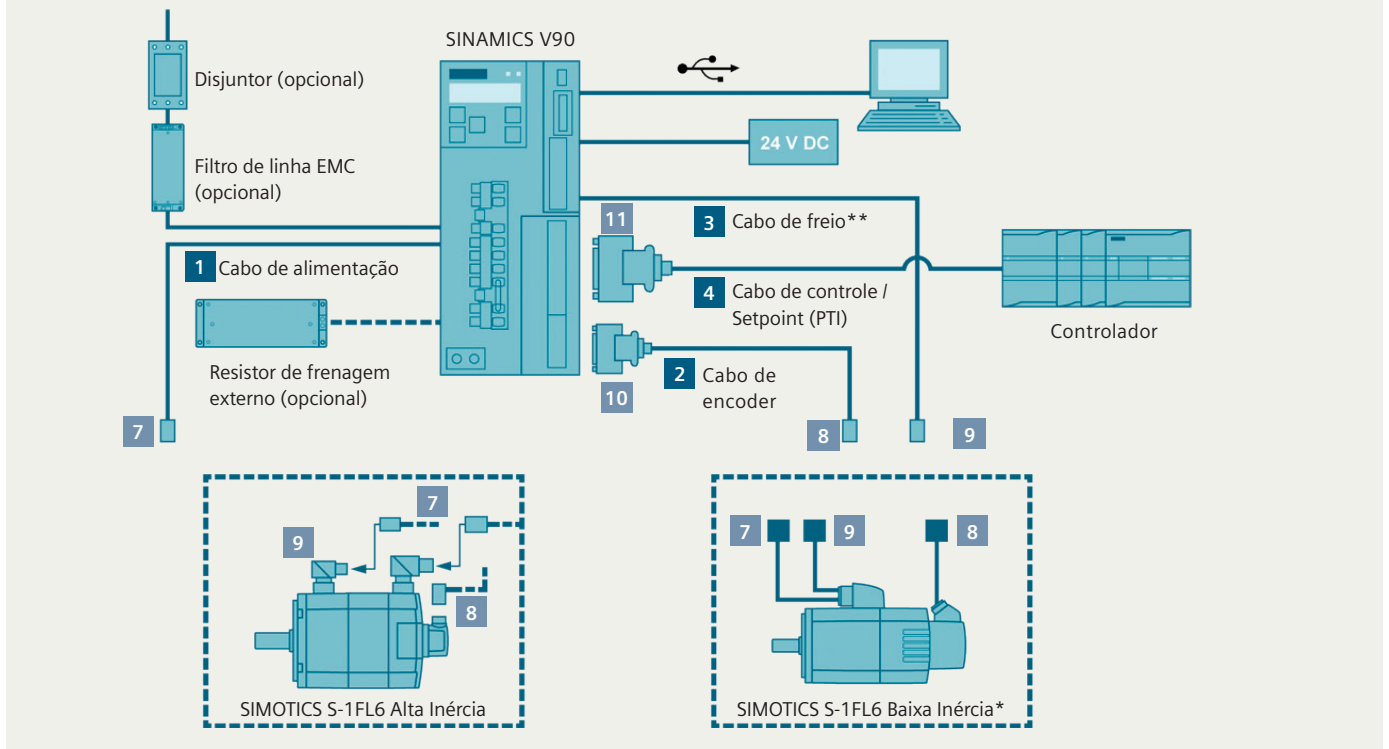 SINAMICS V90
Disjuntor (opcional)
24 V DC
Filtro de linha EMC
(opcional)
11
3 Cabo de freio**
1 Cabo de alimentação
4 Cabo de controle /
Setpoint (PTI)
Controlador
Resistor de frenagem
externo (opcional)
2 Cabo de
encoder
10
7
8
9
7
9
8
SIMOTICS S-1FL6 Alta Inércia
7
9
8
SIMOTICS S-1FL6 Baixa Inércia*